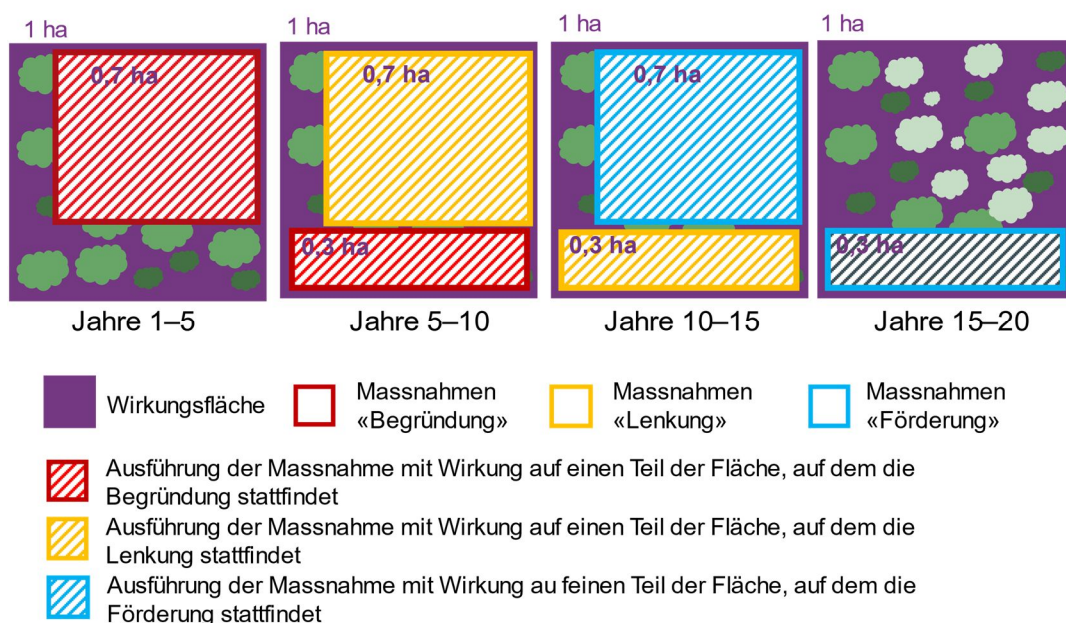 1 ha
1 ha
1 ha
1 ha
0,7 ha
0,7 ha
0,7 ha
0,3 ha
0,3 ha
0,3 ha
Jahre 1–5
Jahre 5–10
Jahre 10–15
Jahre 15–20
Wirkungsfläche
Massnahmen
«Begründung»
Massnahmen
«Lenkung»
Massnahmen
«Förderung»
Ausführung der Massnahme mit Wirkung auf einen Teil der Fläche, auf dem die
Begründung stattfindet
Ausführung der Massnahme mit Wirkung auf einen Teil der Fläche, auf dem die
Lenkung stattfindet
Ausführung der Massnahme mit Wirkung au feinen Teil der Fläche, auf dem die
Förderung stattfindet